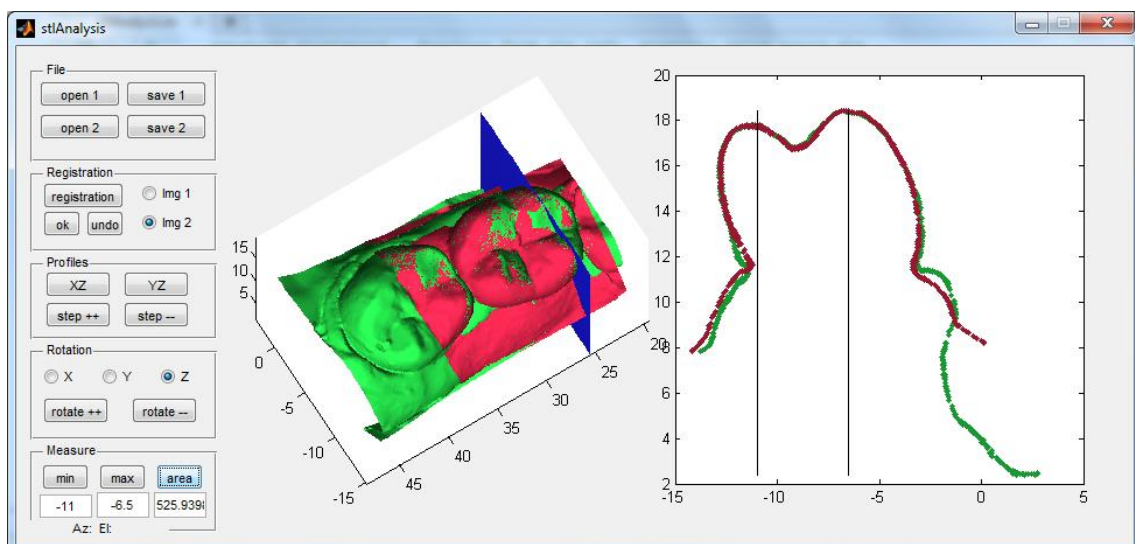 stlAnalysis
File
open 1 save 1
open 2 save 2
Registration
registration Img 1
ok undo Img 2
Profiles
XZ YZ
step ++ step --
Rotation
X Y Z
rotate ++ rotate --
Measure
min max area
-11 -6.5 525.939
Az: El:
15
10
5
0
-5
-10
-15
45
40
35
30
25
20
20
18
16
14
12
10
8
6
4
2
-15 -10 -5 0 5